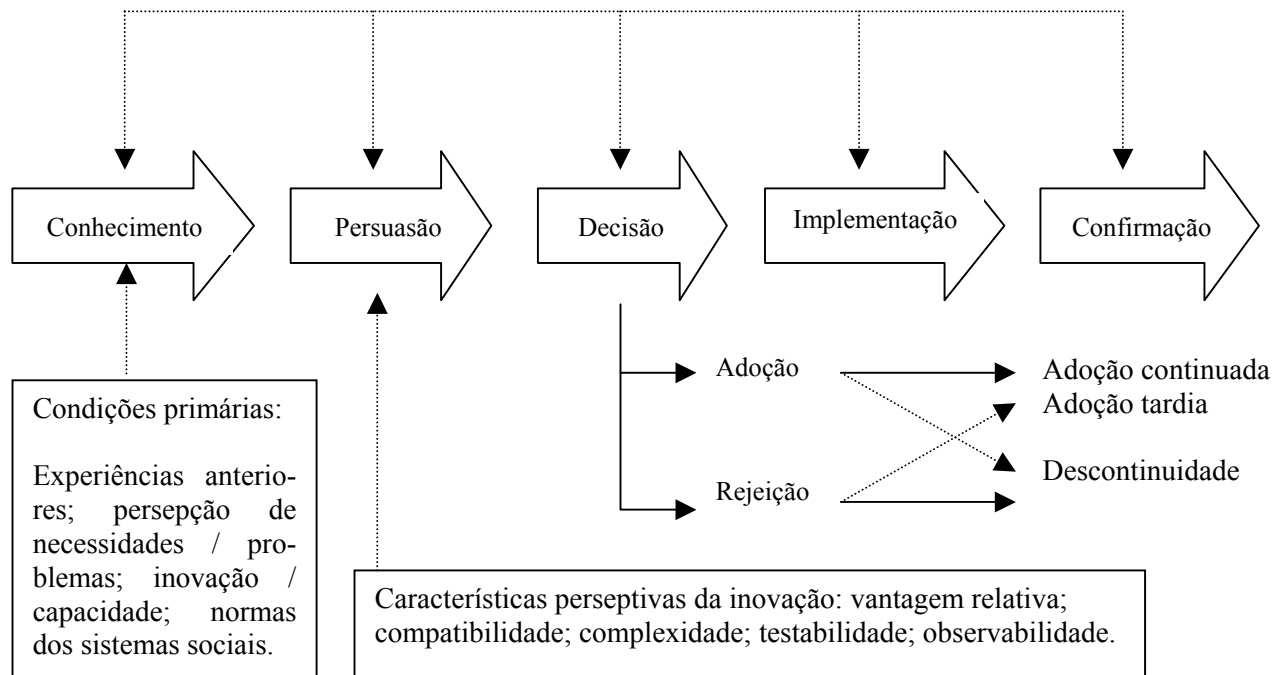 Conhecimento
Persuasão
Decisão
Implementação
Confirmação
Adoção
Rejeição
Adoção continuada
Adoção tardia
Descontinuidade
Condições primárias:
Experiências anterio-
res; persepção de
necessidades / pro-
blemas; inovação /
capacidade; normas
dos sistemas sociais.
Características perseptivas da inovação: vantagem relativa;
compatibilidade; complexidade; testabilidade; observabilidade.